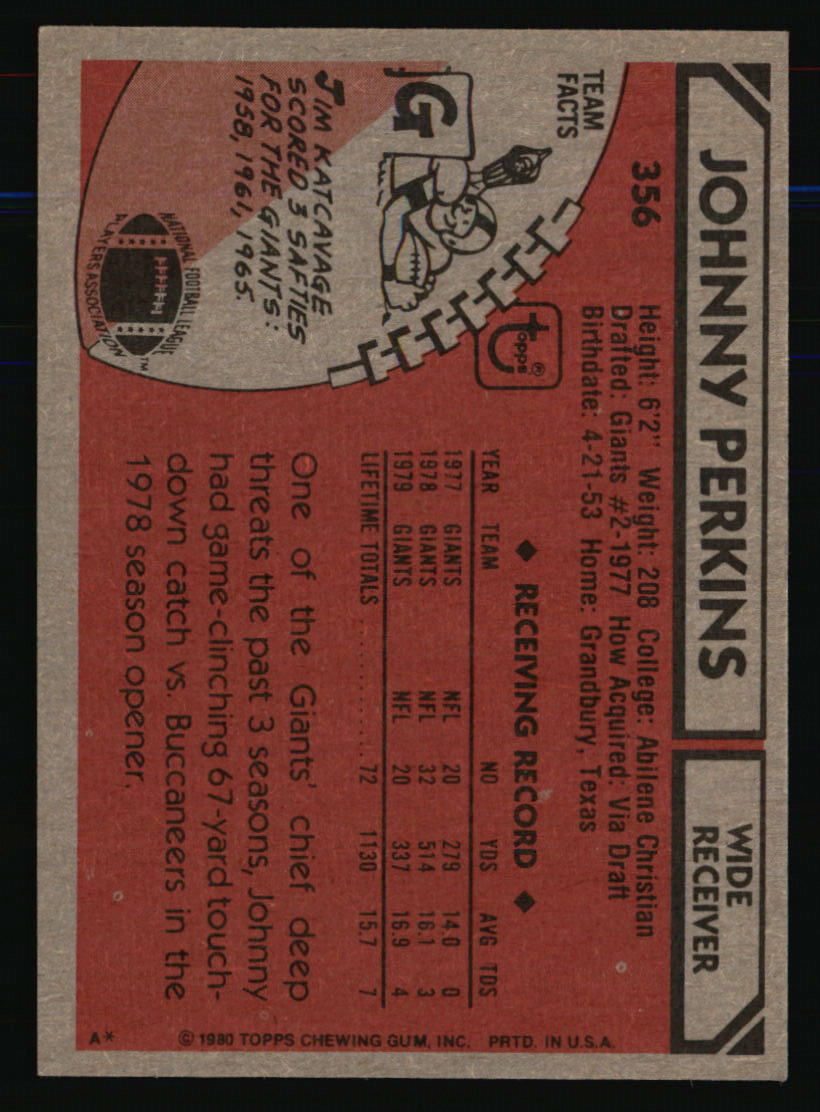 JOHNNY PERKINS
WIDE
RECEIVER
356
Height: 6'2" Weight: 208 College: Abilene Christian
Drafted: Giants #2-1977 How Acquired: Via Draft
Birthdate: 4-21-53 Home: Grandbury, Texas
TEAM
FACTS
G
topps®
JIM KATCAVAGE
SCORED 3 SAFTIES
FOR THE GIANTS:
1958, 1961, 1965.
NATIONAL FOOTBALL LEAGUE
PLAYERS ASSOCIATION
TM
◆ RECEIVING RECORD ◆
YEAR TEAM NO YDS AVG TDS
1977 GIANTS NFL 20 279 14.0 0
1978 GIANTS NFL 32 514 16.1 3
1979 GIANTS NFL 20 337 16.9 4
LIFETIME TOTALS ............ 72 1130 15.7 7
One of the Giants' chief deep
threats the past 3 seasons, Johnny
had game-clinching 67-yard touch-
down catch vs. Buccaneers in the
1978 season opener.
A* © 1980 TOPPS CHEWING GUM, INC. PRTD. IN U.S.A.